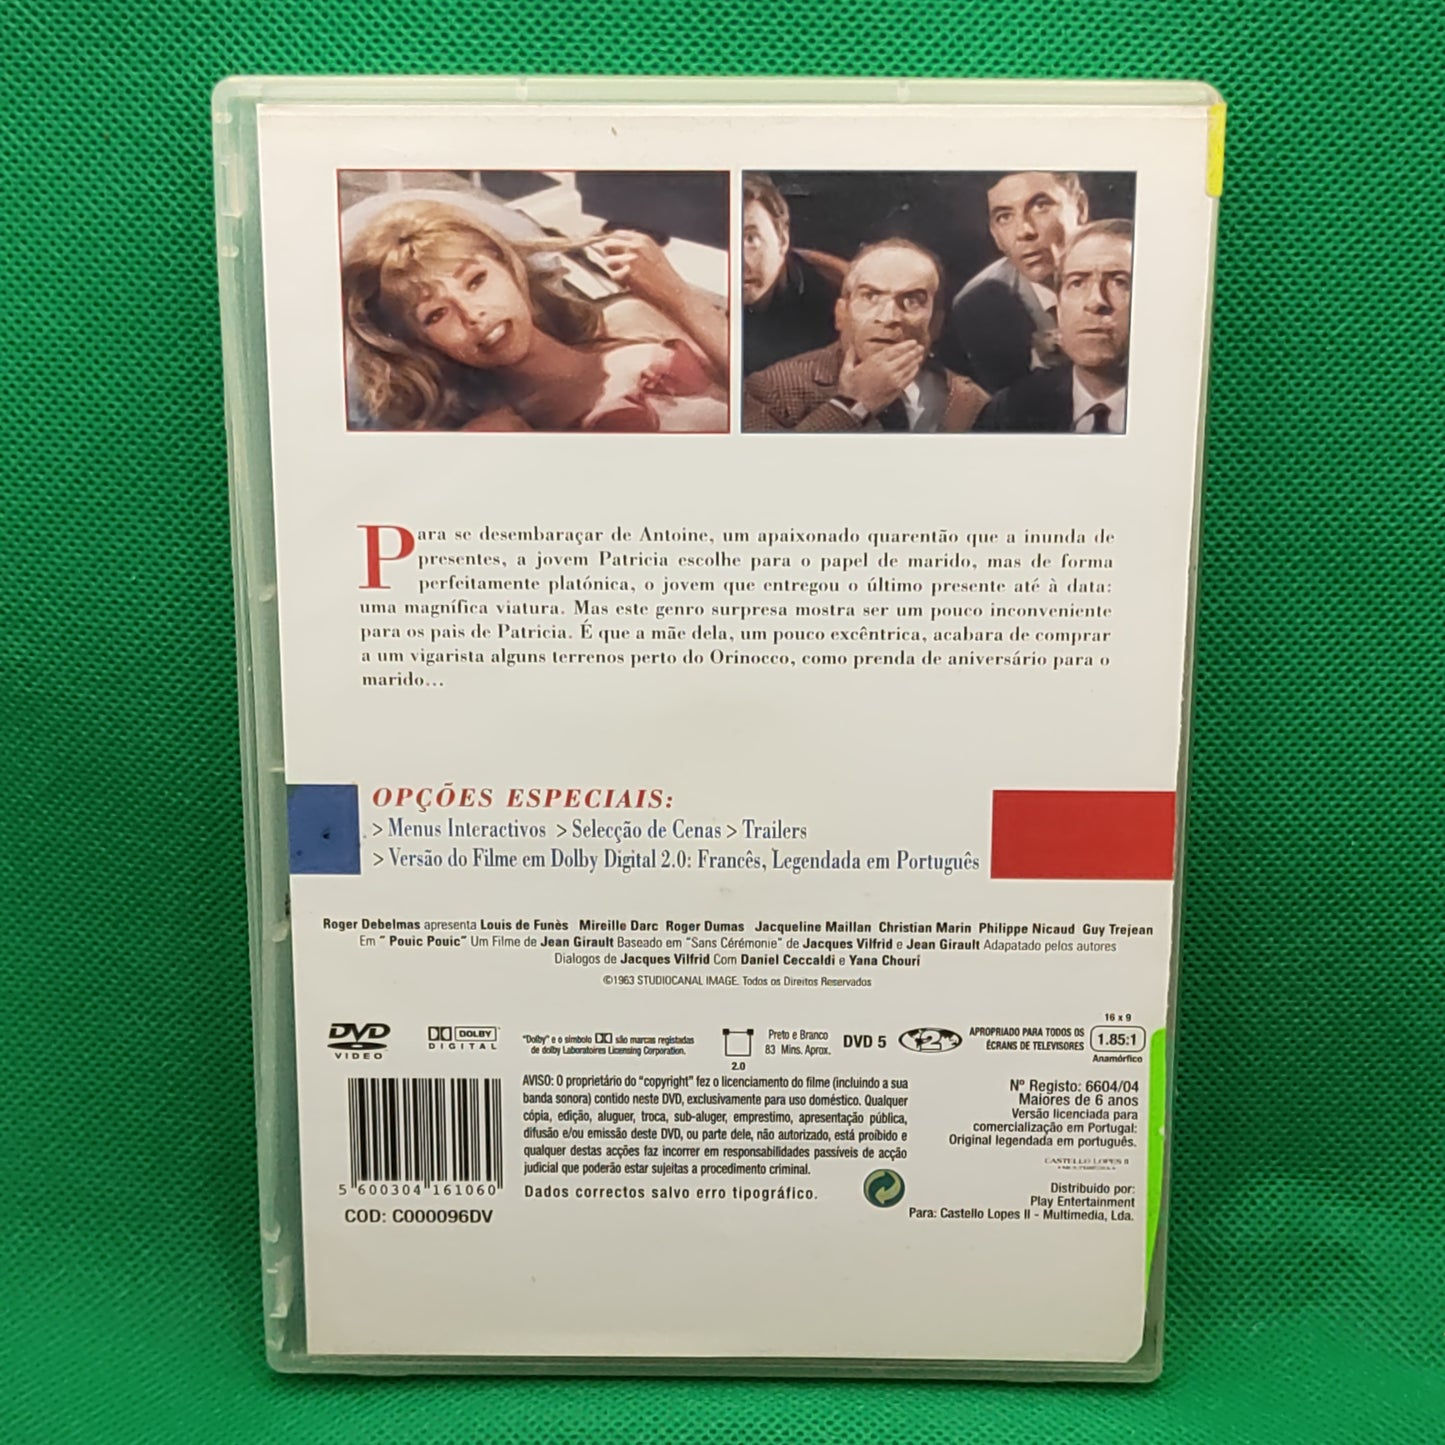 Para se desembaraçar de Antoine, um apaixonado quarentão que a inunda de
presentes, a jovem Patricia escolhe para o papel de marido, mas de forma
perfeitamente platónica, o jovem que entregou o último presente até à data:
uma magnífica viatura. Mas este genro surpresa mostra ser um pouco inconveniente
para os pais de Patricia. É que a mãe dela, um pouco excêntrica, acabara de comprar
a um vigarista alguns terrenos perto do Orinocco, como prenda de aniversário para o
marido...
OPÇÕES ESPECIAIS:
> Menus Interactivos > Selecção de Cenas > Trailers
> Versão do Filme em Dolby Digital 2.0: Francês, Legendada em Português
Roger Debelmas apresenta Louis de Funès Mireille Darc Roger Dumas Jacqueline Maillan Christian Marin Philippe Nicaud Guy Trejean
Em " Pouic Pouic" Um Filme de Jean Girault Baseado em "Sans Cérémonie" de Jacques Vilfrid e Jean Girault Adapatado pelos autores
Dialogos de Jacques Vilfrid Com Daniel Ceccaldi e Yana Chouri
©1963 STUDIOCANAL IMAGE. Todos os Direitos Reservados
DVD
VIDEO
DOLBY
DIGITAL
"Dolby" e o símbolo são marcas registadas
de dolby Laboratoires Licensing Corporation.
2.0
Preto e Branco
83 Mins. Aprox.
DVD 5
2
APROPRIADO PARA TODOS OS
ÉCRANS DE TELEVISORES
16 x 9
1.85:1
Anamórfico
AVISO: O proprietário do "copyright" fez o licenciamento do filme (incluindo a sua
banda sonora) contido neste DVD, exclusivamente para uso doméstico. Qualquer
cópia, edição, aluguer, troca, sub-aluger, emprestimo, apresentação pública,
difusão e/ou emissão deste DVD, ou parte dele, não autorizado, está proíbido e
qualquer destas acções faz incorrer em responsabilidades passíveis de acção
judicial que poderão estar sujeitas a procedimento criminal.
Dados correctos salvo erro tipográfico.
5 600304 161060
COD: C000096DV
Nº Registo: 6604/04
Maiores de 6 anos
Versão licenciada para
comercialização em Portugal:
Original legendada em português.
CASTELLO LOPES II
MULTIMÉDIA
Distribuido por:
Play Entertainment
Para: Castello Lopes II - Multimedia, Lda.